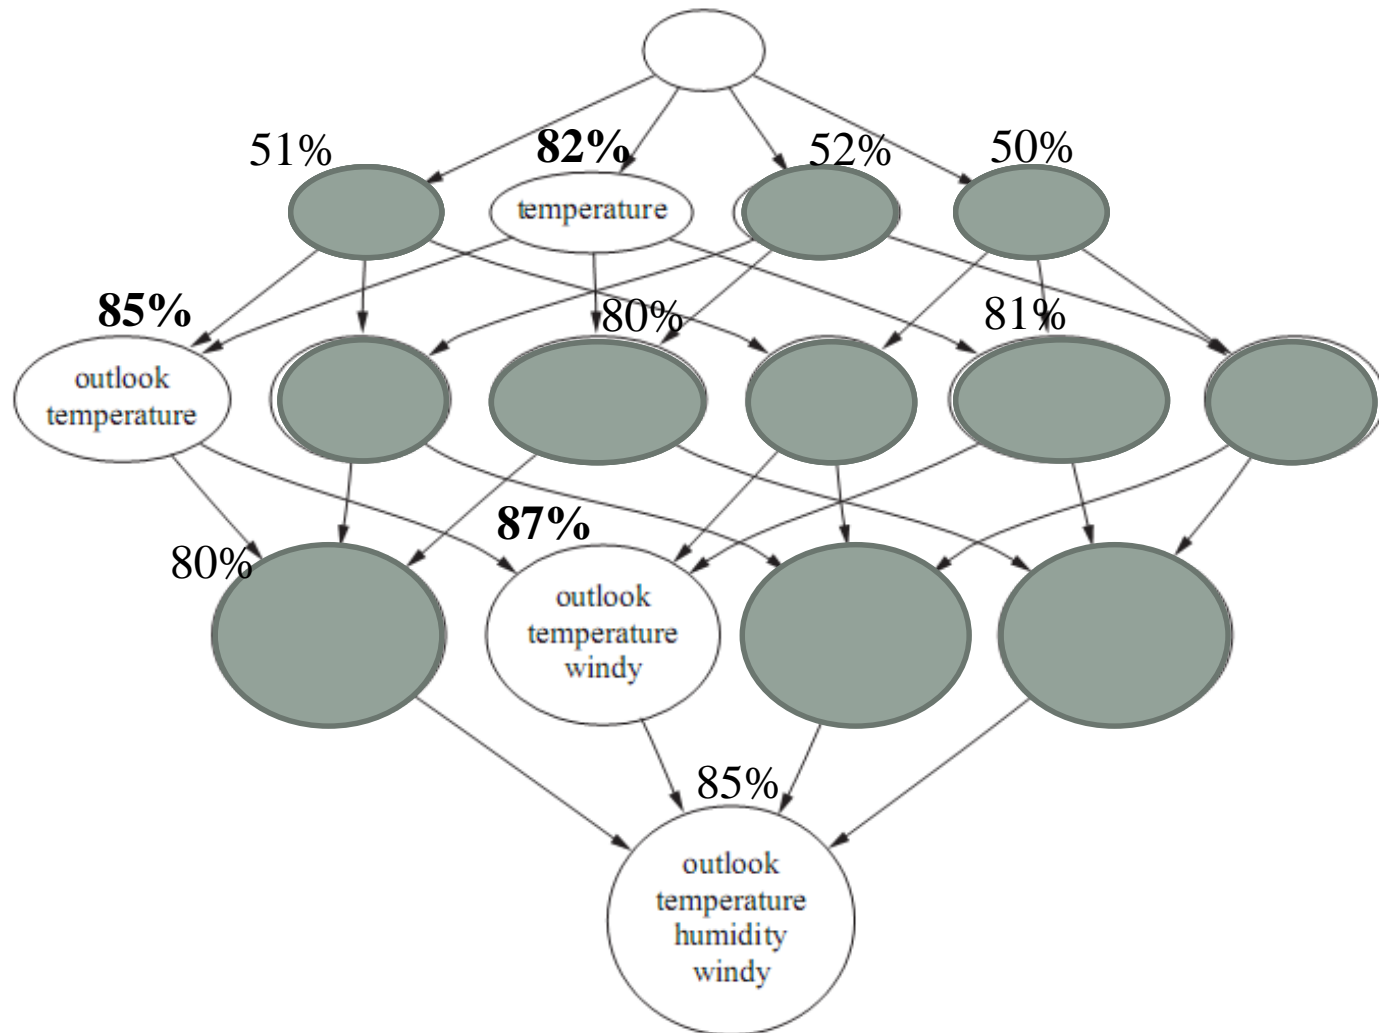 51%
82%
52%
50%
temperature
85%
80%
81%
outlook
temperature
80%
87%
outlook
temperature
windy
85%
outlook
temperature
humidity
windy